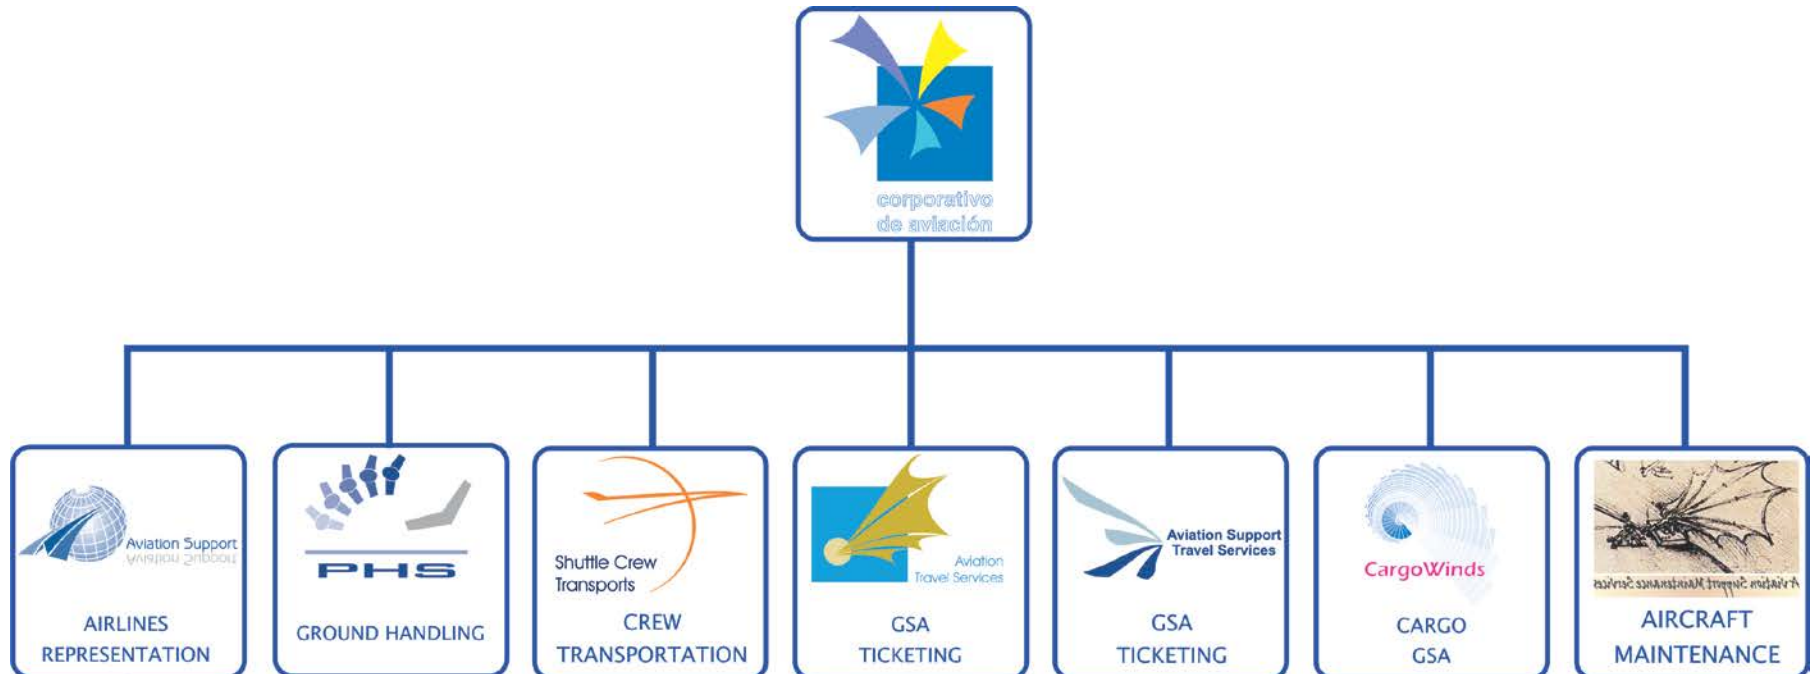 corporativo
de aviación
Aviation Support
Aviation Support
AIRLINES
REPRESENTATION
PHS
GROUND HANDLING
Shuttle Crew
Transports
CREW
TRANSPORTATION
Aviation
Travel Services
GSA
TICKETING
Aviation Support
Travel Services
GSA
TICKETING
CargoWinds
CARGO
GSA
Aviation Support Maintenance Services
AIRCRAFT
MAINTENANCE